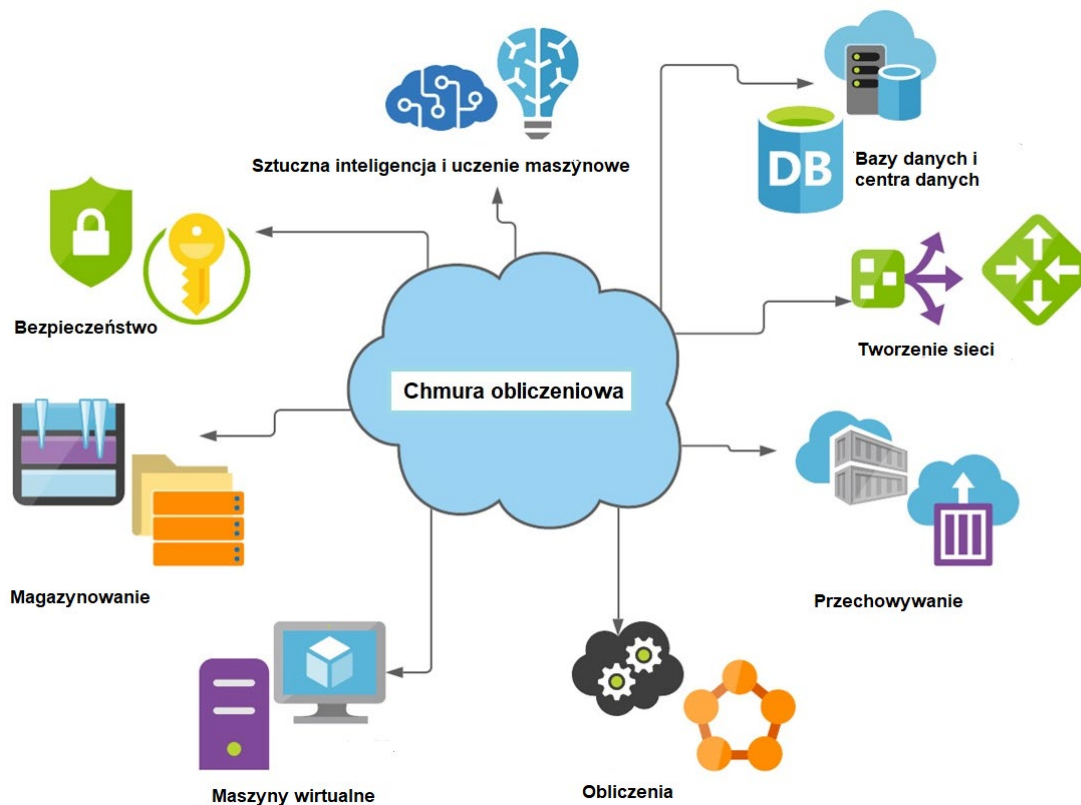 Sztuczna inteligencja i uczenie maszynowe
DB
Bazy danych i
centra danych
Bezpieczeństwo
Tworzenie sieci
Chmura obliczeniowa
Magazynowanie
Przechowywanie
Maszyny wirtualne
Obliczenia